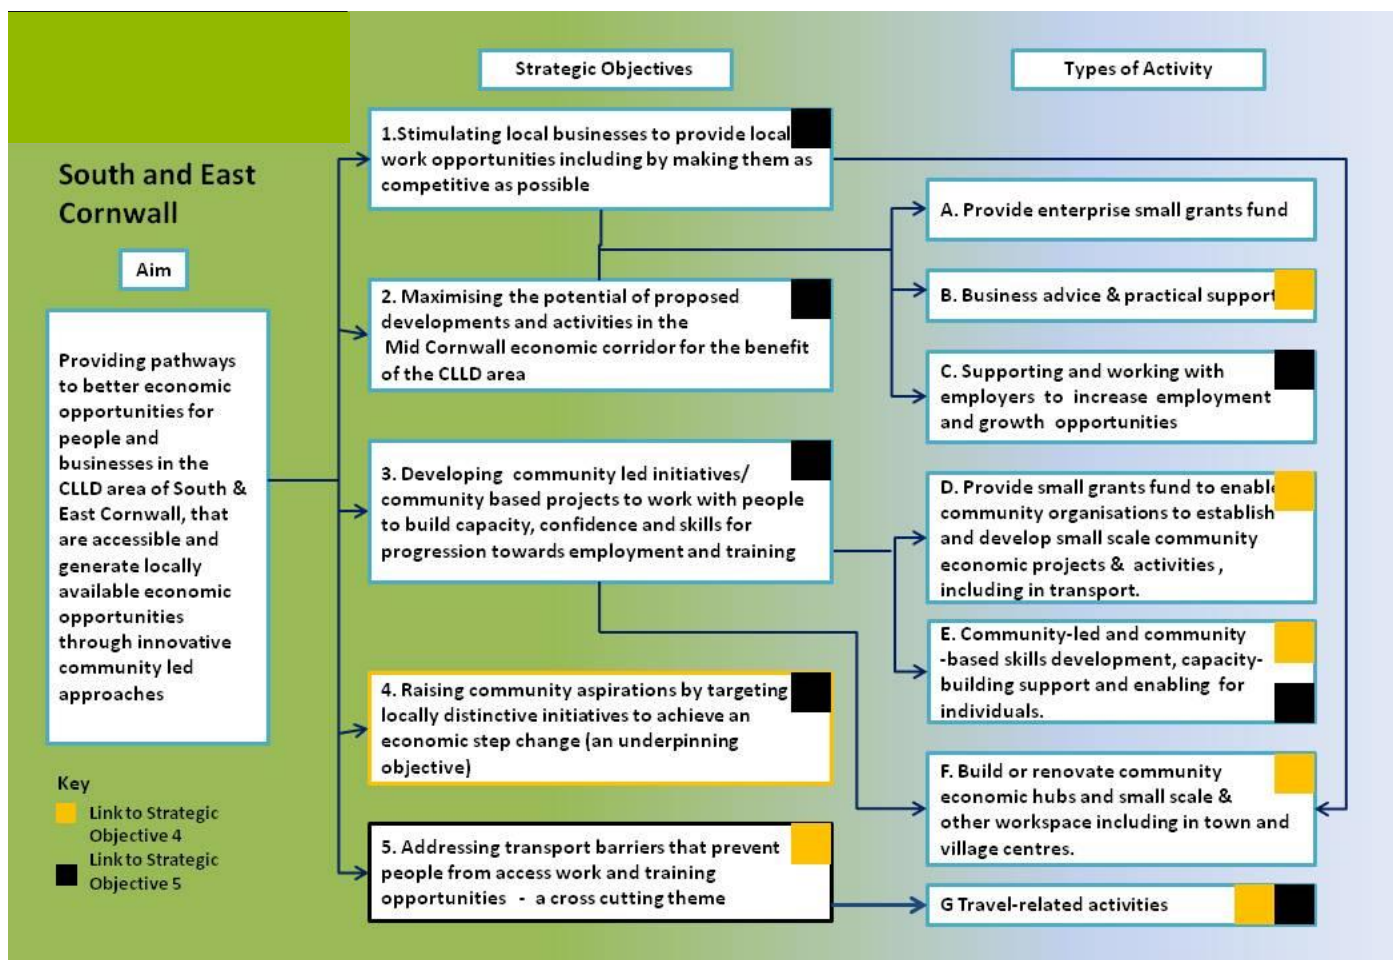 South and East
Cornwall
Aim
Providing pathways
to better economic
opportunities for
people and
businesses in the
CLLD area of South &
East Cornwall, that
are accessible and
generate locally
available economic
opportunities
through innovative
community led
approaches
Key
Link to Strategic
Objective 4
Link to Strategic
Objective 5
Strategic Objectives
1.Stimulating local businesses to provide local
work opportunities including by making them as
competitive as possible
2. Maximising the potential of proposed
developments and activities in the
Mid Cornwall economic corridor for the benefit
of the CLLD area
3. Developing community led initiatives/
community based projects to work with people
to build capacity, confidence and skills for
progression towards employment and training
4. Raising community aspirations by targeting
locally distinctive initiatives to achieve an
economic step change (an underpinning
objective)
5. Addressing transport barriers that prevent
people from access work and training
opportunities - a cross cutting theme
Types of Activity
A. Provide enterprise small grants fund
B. Business advice & practical support
C. Supporting and working with
employers to increase employment
and growth opportunities
D. Provide small grants fund to enable
community organisations to establish
and develop small scale community
economic projects & activities ,
including in transport.
E. Community-led and community
-based skills development, capacity-
building support and enabling for
individuals.
F. Build or renovate community
economic hubs and small scale &
other workspace including in town and
village centres.
G Travel-related activities